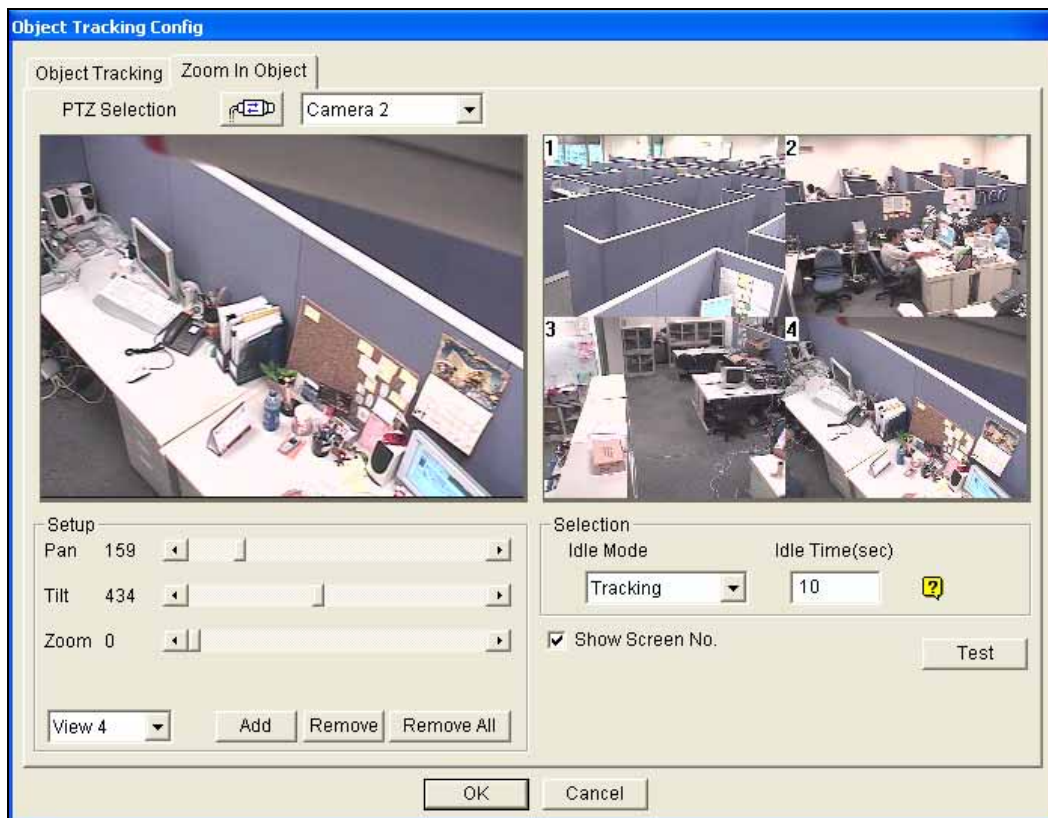 Object Tracking Config
Object Tracking
Zoom In Object
PTZ Selection
Camera 2
1
2
3
4
Setup
Pan 159
Tilt 434
Zoom 0
View 4
Add
Remove
Remove All
Selection
Idle Mode
Idle Time(sec)
Tracking
10
?
Show Screen No.
Test
OK
Cancel